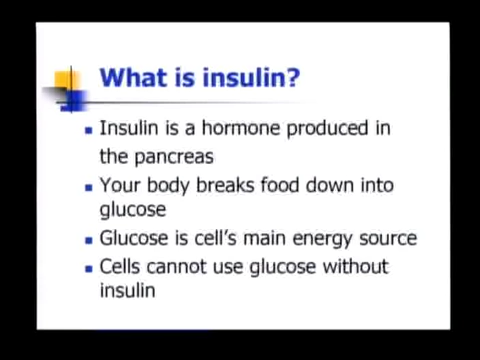 What is insulin?
Insulin is a hormone produced in
the pancreas
Your body breaks food down into
glucose
Glucose is cell's main energy source
Cells cannot use glucose without
insulin